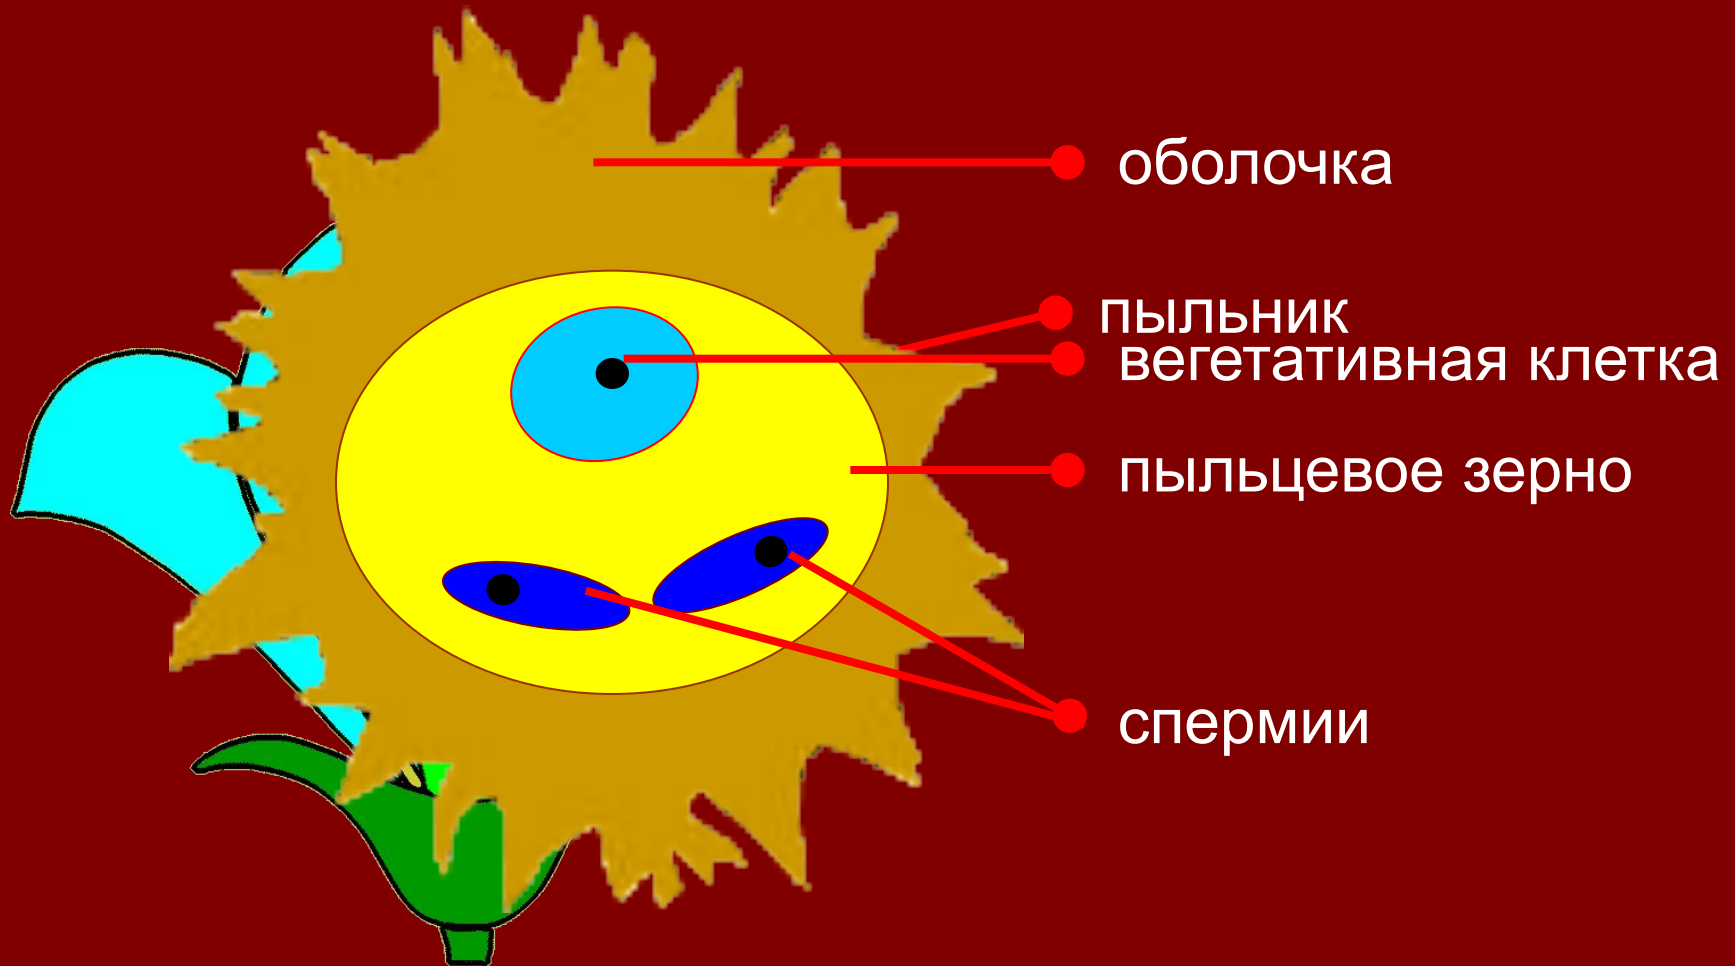 оболочка
пыльник
вегетативная клетка
пыльцевое зерно
спермии